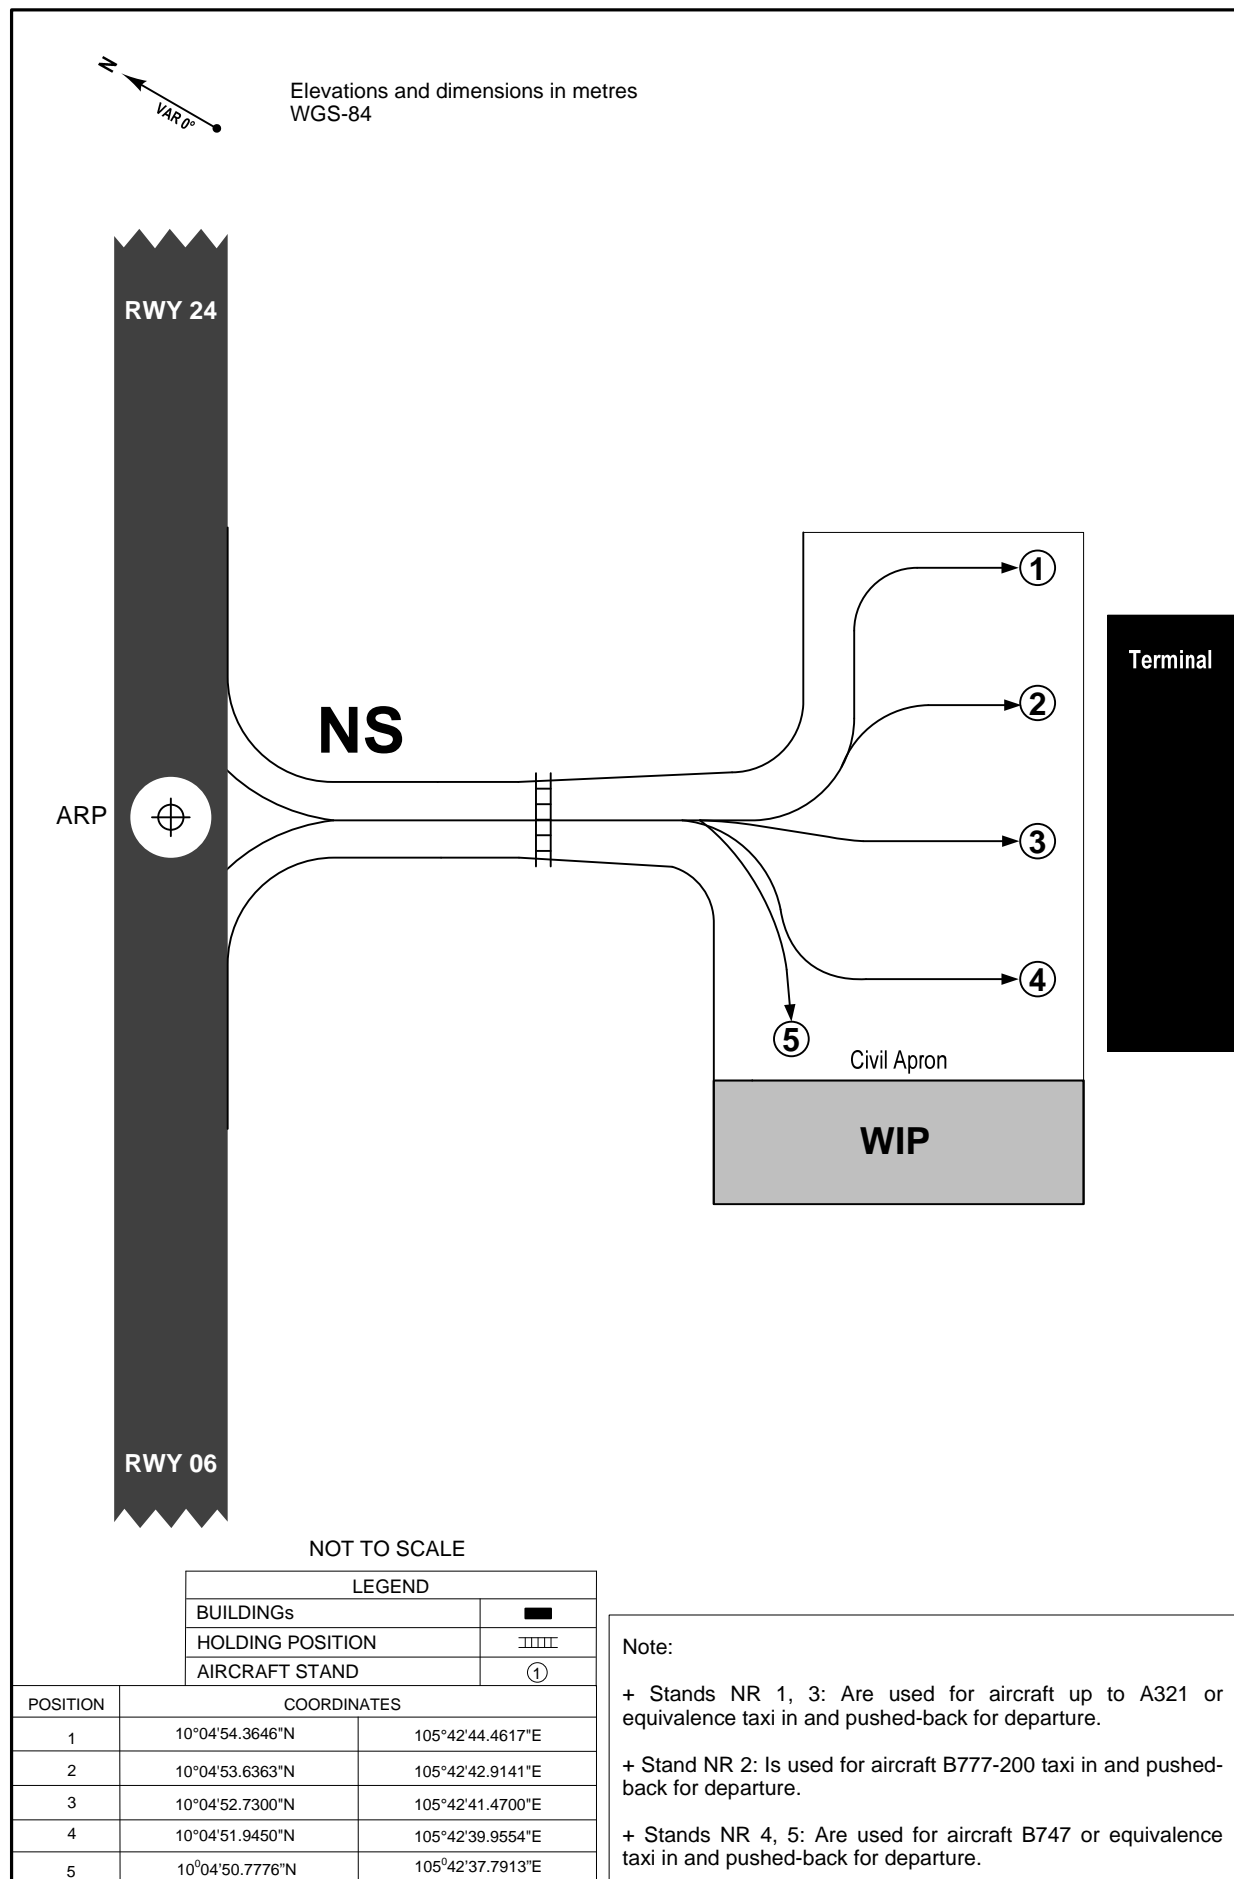 N
VAR 0°
Elevations and dimensions in metres
WGS-84
RWY 24
1
Terminal
2
NS
ARP
3
4
5
Civil Apron
WIP
RWY 06
NOT TO SCALE
LEGEND
BUILDINGs
HOLDING POSITION
AIRCRAFT STAND 1
POSITION COORDINATES
1 10°04'54.3646"N 105°42'44.4617"E
2 10°04'53.6363"N 105°42'42.9141"E
3 10°04'52.7300"N 105°42'41.4700"E
4 10°04'51.9450"N 105°42'39.9554"E
5 10⁰04'50.7776"N 105⁰42'37.7913"E
Note:
+ Stands NR 1, 3: Are used for aircraft up to A321 or
equivalence taxi in and pushed-back for departure.
+ Stand NR 2: Is used for aircraft B777-200 taxi in and pushed-
back for departure.
+ Stands NR 4, 5: Are used for aircraft B747 or equivalence
taxi in and pushed-back for departure.